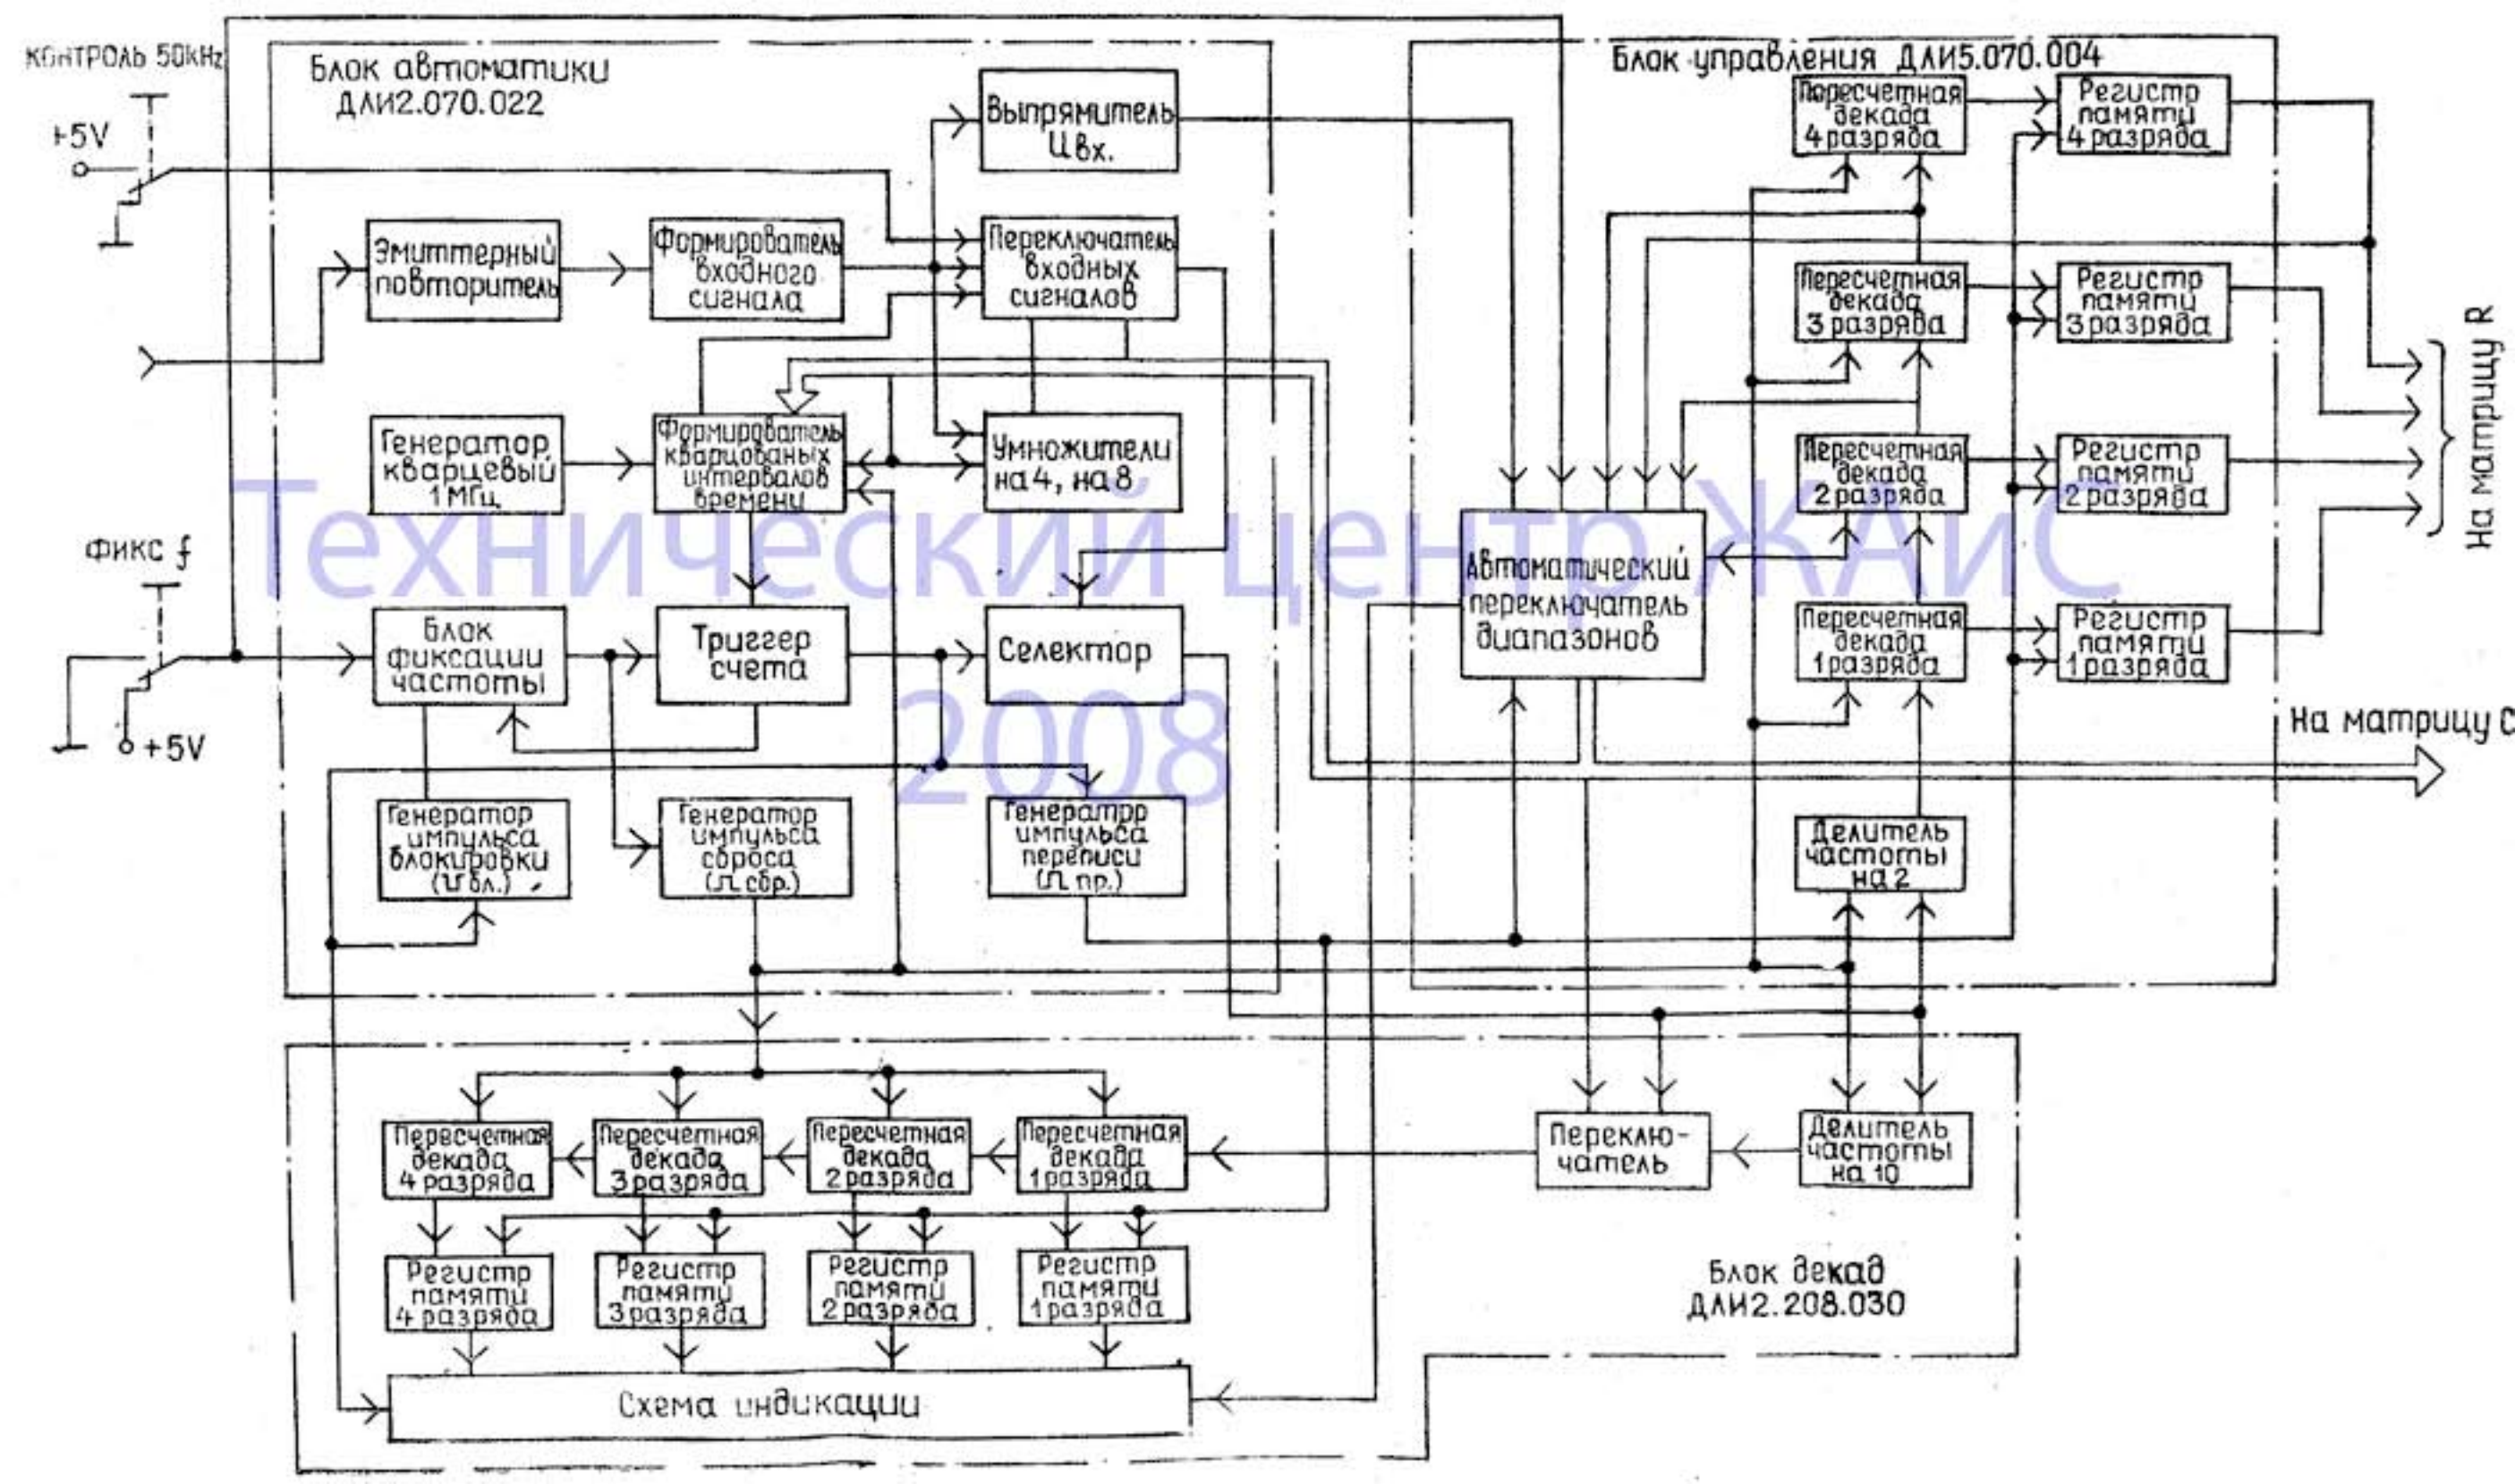 КОНТРОЛЬ 50kHz
+5V
Блок автоматики
ДЛИ2.070.022
Выпрямитель
Uвх.
Эмиттерный
повторитель
Формирователь
входного
сигнала
Переключатель
входных
сигналов
Генератор
кварцевый
1 МГц
Формирователь
кварцованых
интервалов
времени
Умножители
на 4, на 8
ФИКС f
+5V
Блок
фиксации
частоты
Триггер
счета
Селектор
Генератор
импульса
блокировки
(бл.)
Генератор
импульса
сброса
(сбр.)
Генератор
импульса
переписи
(пр.)
Блок управления ДЛИ5.070.004
Пересчетная
декада
4 разряда
Регистр
памяти
4 разряда
Пересчетная
декада
3 разряда
Регистр
памяти
3 разряда
Пересчетная
декада
2 разряда
Регистр
памяти
2 разряда
Автоматический
переключатель
диапазонов
Пересчетная
декада
1 разряда
Регистр
памяти
1 разряда
На матрицу R
На матрицу C
Делитель
частоты
на 2
Пересчетная
декада
4 разряда
Пересчетная
декада
3 разряда
Пересчетная
декада
2 разряда
Пересчетная
декада
1 разряда
Переклю-
чатель
Делитель
частоты
на 10
Регистр
памяти
4 разряда
Регистр
памяти
3 разряда
Регистр
памяти
2 разряда
Регистр
памяти
1 разряда
Блок декад
ДЛИ2.208.030
Схема индикации
Технический центр ЖАиС
2008